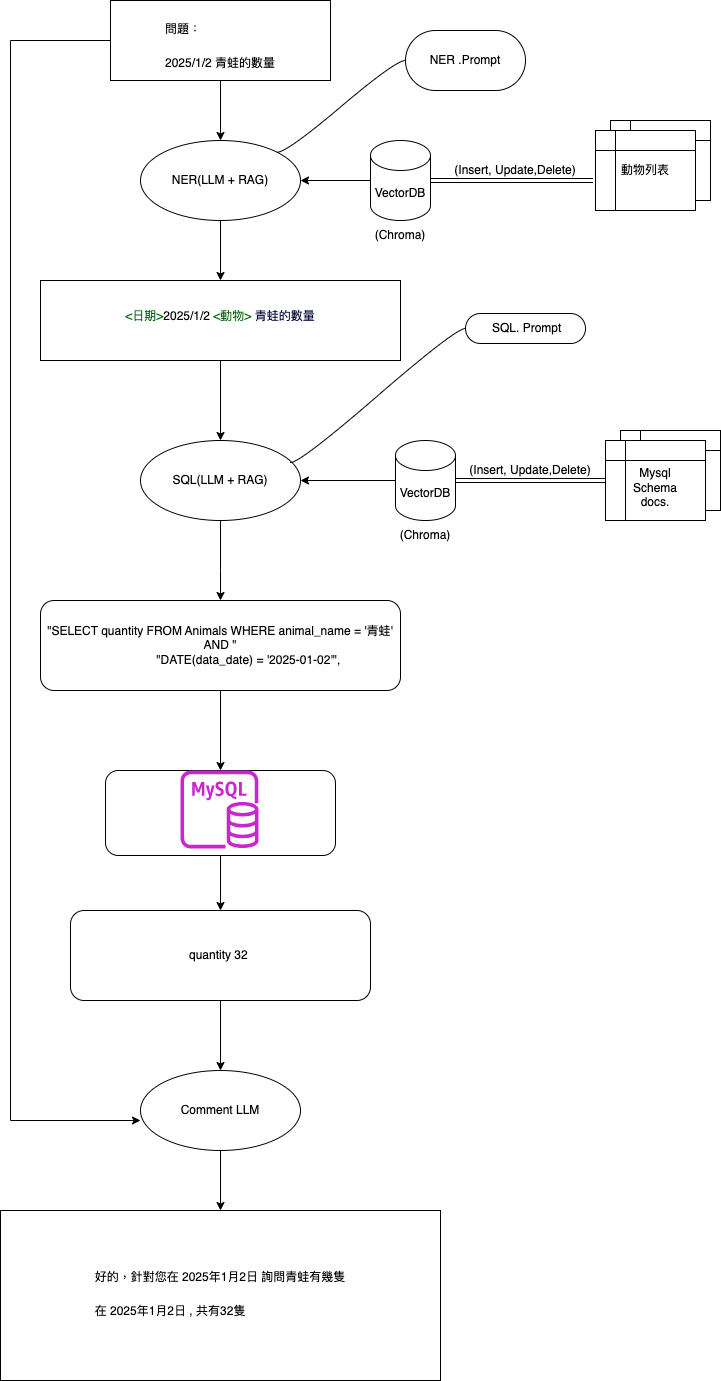 問題：
2025/1/2 青蛙的數量
NER .Prompt
NER(LLM + RAG)
VectorDB
(Chroma)
(Insert, Update,Delete)
動物列表
<日期>2025/1/2 <動物> 青蛙的數量
SQL. Prompt
SQL(LLM + RAG)
VectorDB
(Chroma)
(Insert, Update,Delete)
Mysql
Schema
docs.
"SELECT quantity FROM Animals WHERE animal_name = '青蛙'
AND "
"DATE(data_date) = '2025-01-02'",
MySQL
quantity 32
Comment LLM
好的，針對您在 2025年1月2日 詢問青蛙有幾隻
在 2025年1月2日 , 共有32隻